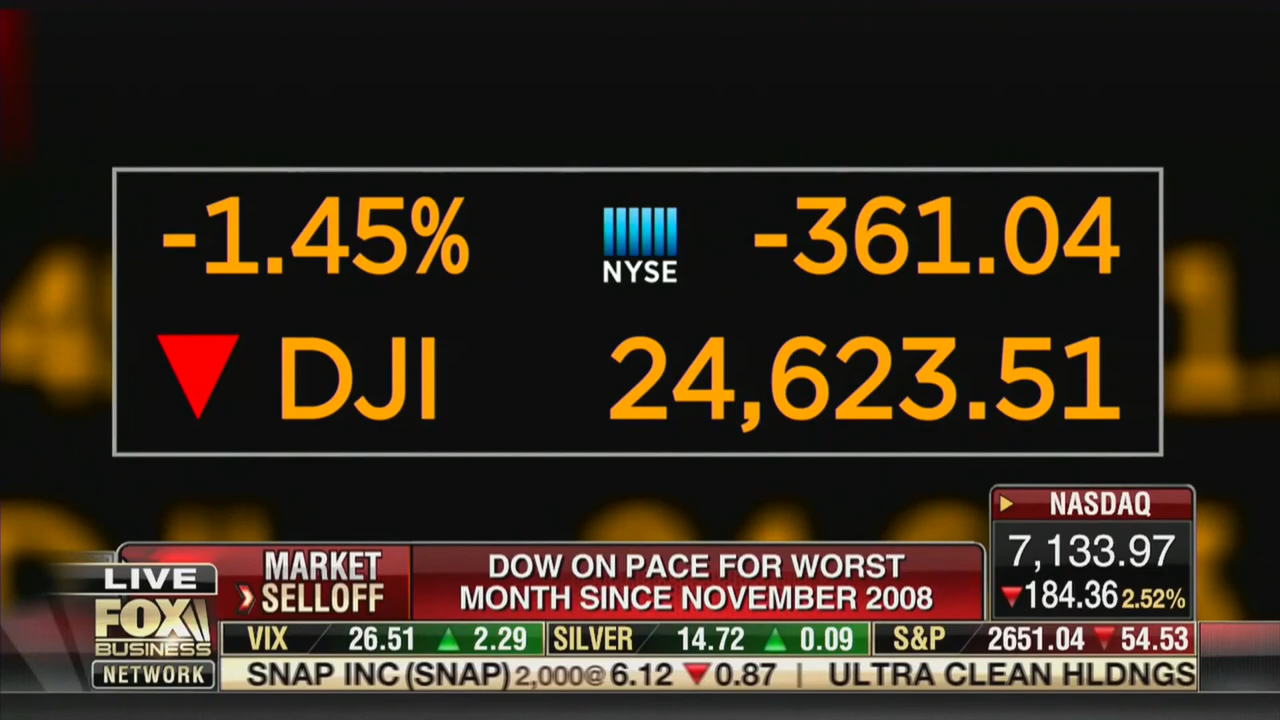 -1.45% NYSE -361.04
▼ DJI 24,623.51
NASDAQ
7,133.97
▼184.36 2.52%
MARKET SELLOFF
DOW ON PACE FOR WORST
MONTH SINCE NOVEMBER 2008
LIVE
FOX
BUSINESS
NETWORK
VIX 26.51 ▲ 2.29 SILVER 14.72 ▲ 0.09 S&P 2651.04 ▼ 54.53
SNAP INC (SNAP) 2,000@ 6.12 ▼0.87 | ULTRA CLEAN HLDNGS